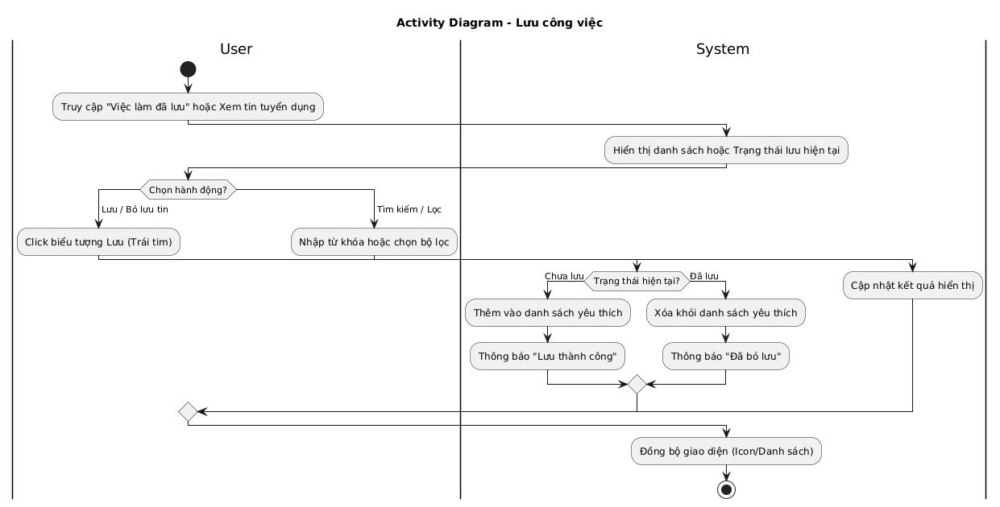 Activity Diagram - Lưu công việc
User
System
Truy cập "Việc làm đã lưu" hoặc Xem tin tuyển dụng
Hiển thị danh sách hoặc Trạng thái lưu hiện tại
Chọn hành động?
Lưu / Bỏ lưu tin
Tìm kiếm / Lọc
Click biểu tượng Lưu (Trái tim)
Nhập từ khóa hoặc chọn bộ lọc
Chưa lưu
Trạng thái hiện tại?
Đã lưu
Cập nhật kết quả hiển thị
Thêm vào danh sách yêu thích
Xóa khỏi danh sách yêu thích
Thông báo "Lưu thành công"
Thông báo "Đã bỏ lưu"
Đồng bộ giao diện (Icon/Danh sách)